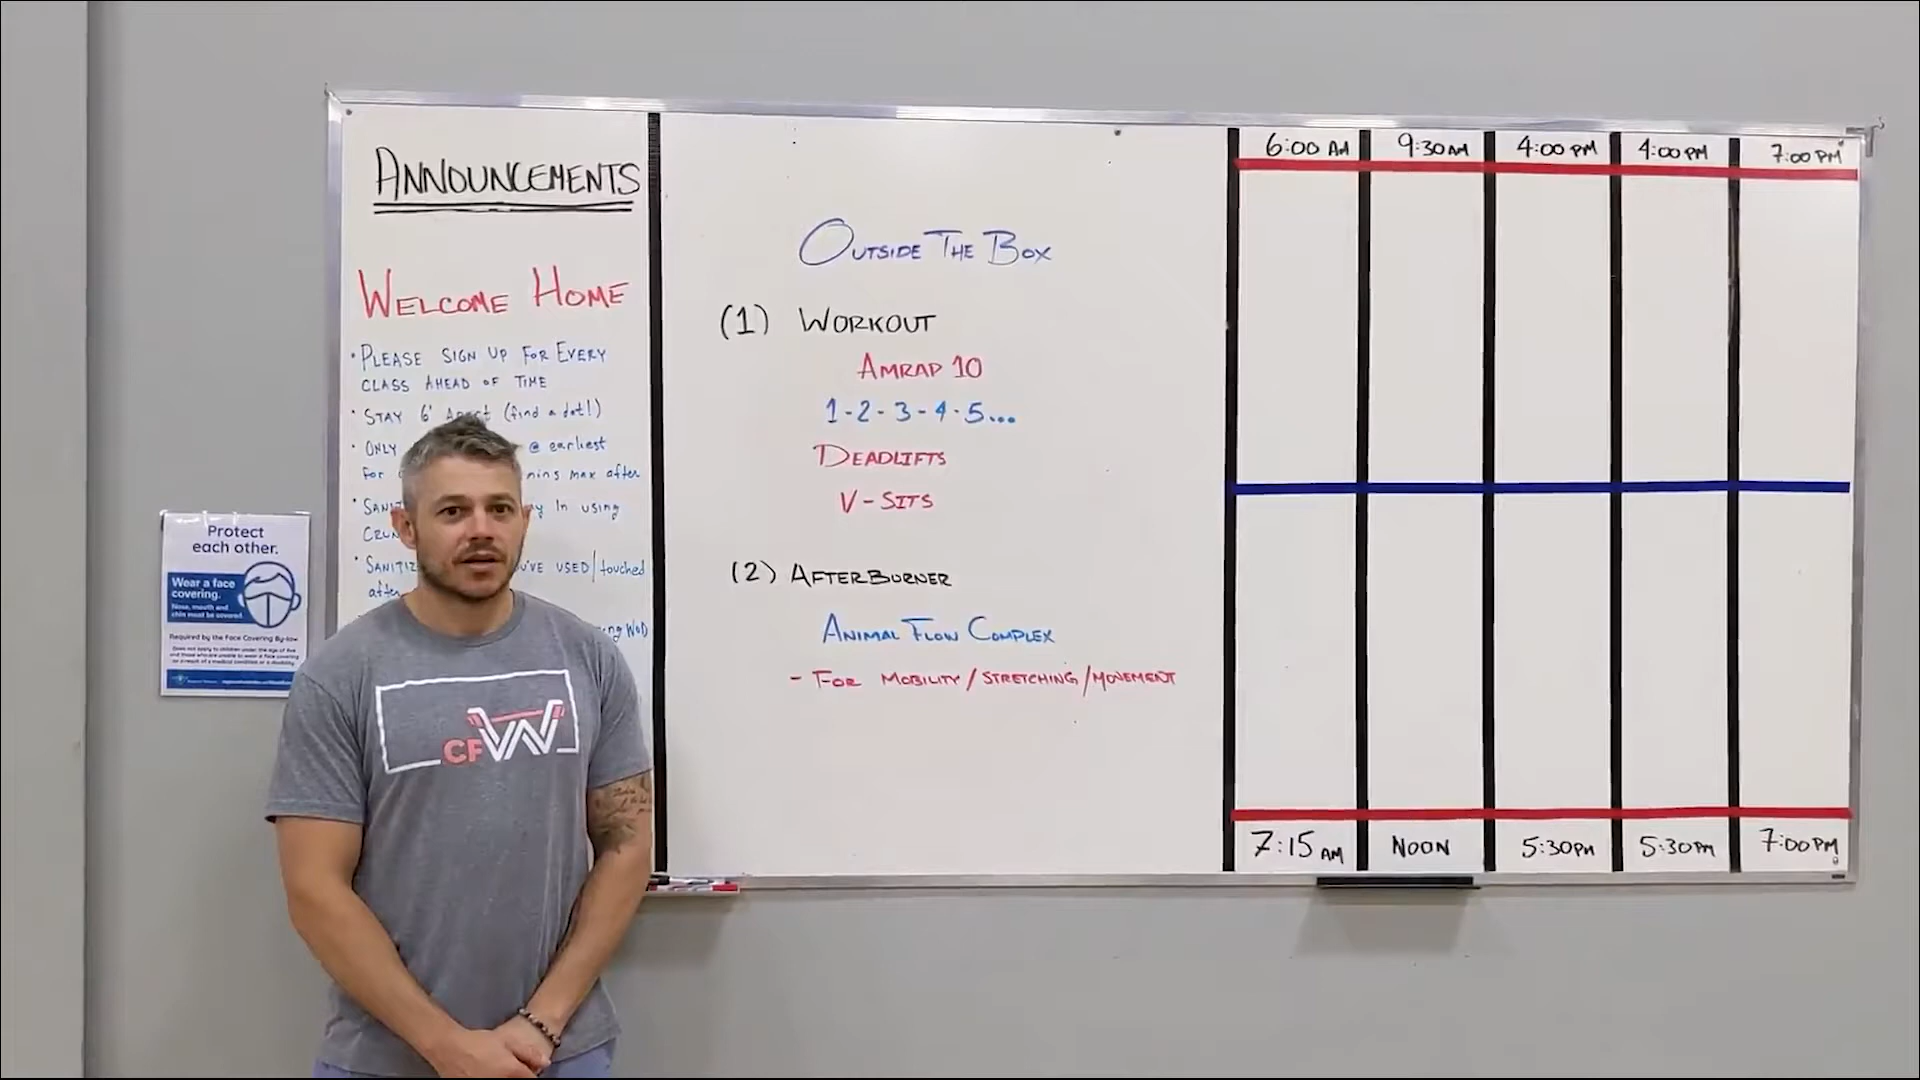 ANNOUNCEMENTS
WELCOME HOME
• PLEASE SIGN UP FOR EVERY
CLASS AHEAD OF TIME
• STAY 6' Apart (find a dot!)
• ONLY @ earliest
For mins max after
In using
USED/touched
after
WOD
OUTSIDE THE BOX
(1) WORKOUT
AMRAP 10
1-2-3-4-5...
DEADLIFTS
V-SITS
(2) AFTERBURNER
ANIMAL FLOW COMPLEX
- FOR MOBILITY/STRETCHING/MOVEMENT
6:00 AM 9:30 AM 4:00 PM 4:00 PM 7:00 PM
7:15 AM NOON 5:30 PM 5:30 PM 7:00 PM
Protect
each other.
Wear a face
covering.
Nose, mouth and
chin must be covered.
Required by the Face Covering By-law
CFW